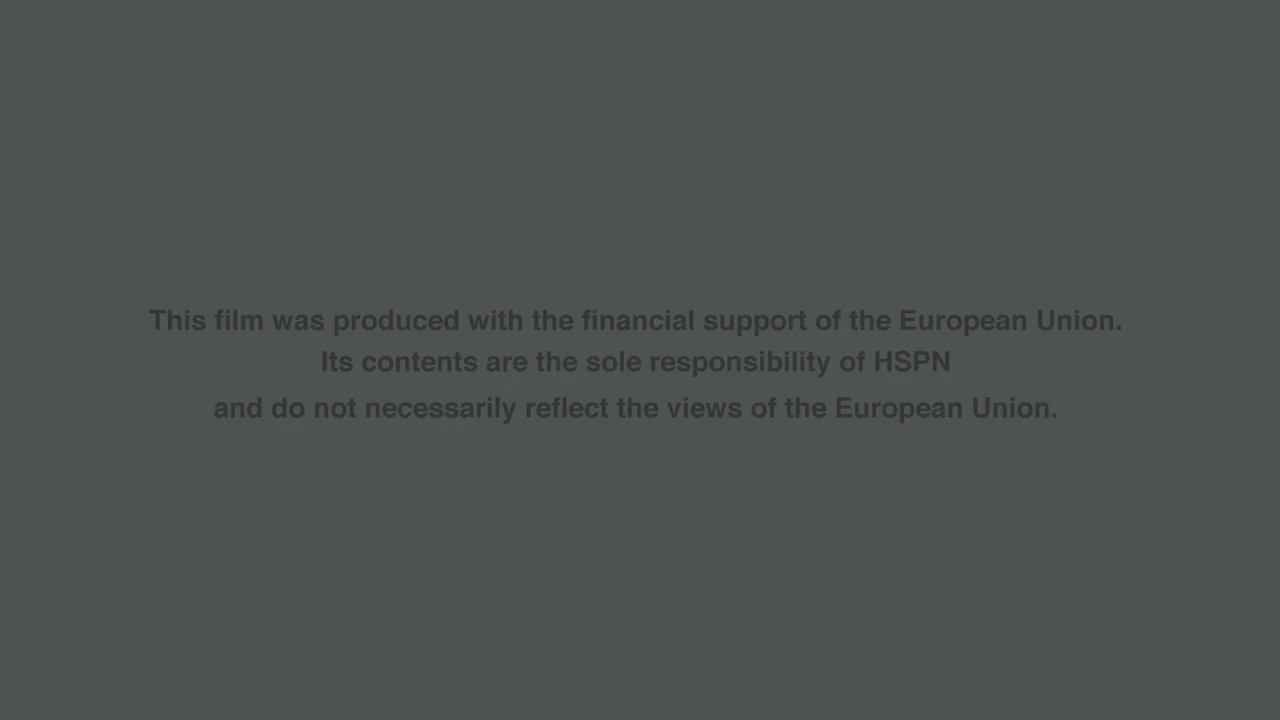 This film was produced with the financial support of the European Union.
Its contents are the sole responsibility of HSPN
and do not necessarily reflect the views of the European Union.